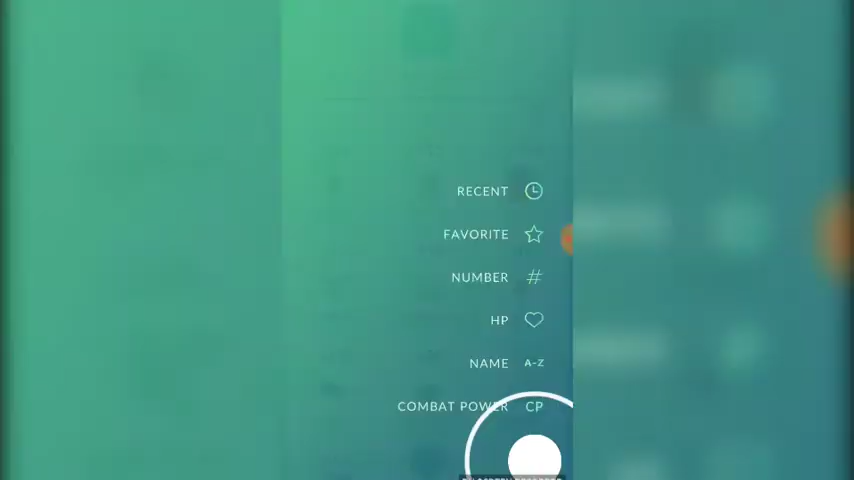 RECENT
FAVORITE
NUMBER #
HP
NAME A-Z
COMBAT POWER CP